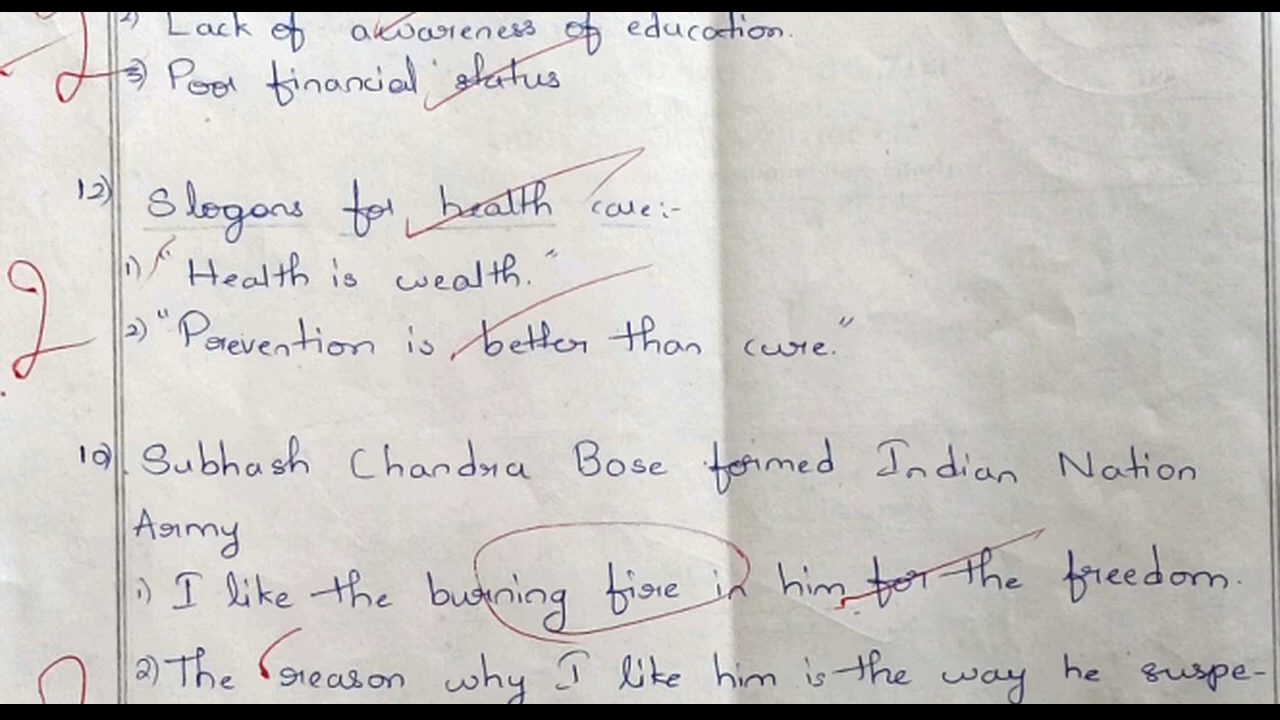 2) Lack of awareness of education.
3) Poor financial status
12) Slogans for health care:-
1) "Health is wealth."
2) "Prevention is better than cure."
10) Subhash Chandra Bose formed Indian Nation
Army
1) I like the burning fire in him for the freedom.
2) The reason why I like him is the way he suspe-
2